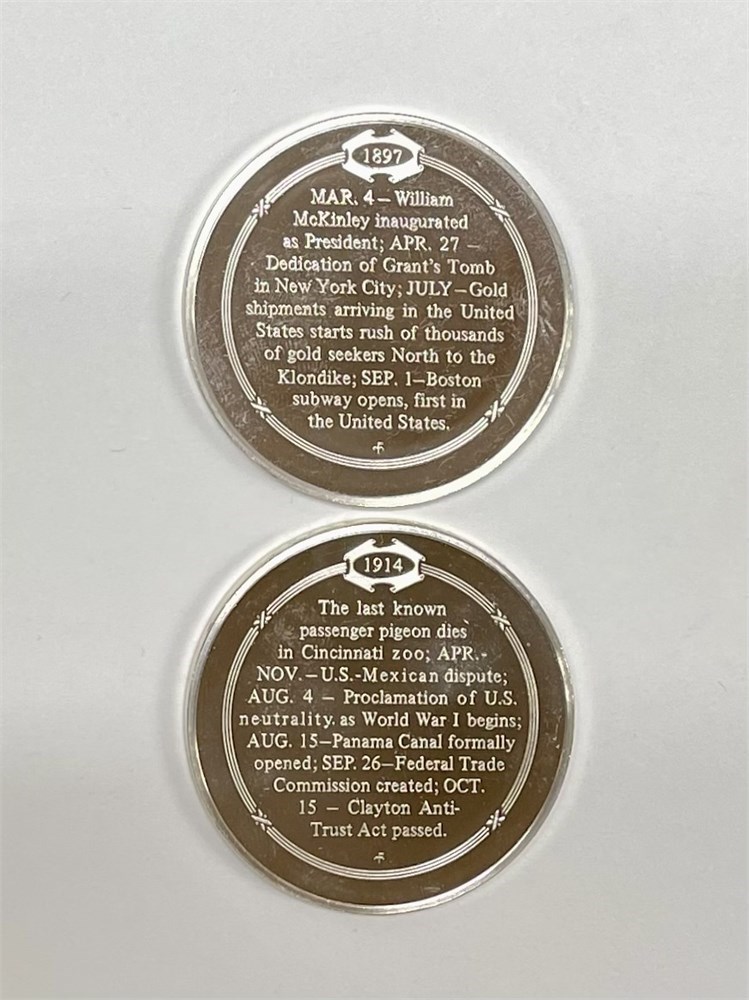 1897
MAR. 4 – William
McKinley inaugurated
as President; APR. 27 –
Dedication of Grant's Tomb
in New York City; JULY – Gold
shipments arriving in the United
States starts rush of thousands
of gold seekers North to the
Klondike; SEP. 1–Boston
subway opens, first in
the United States.
1914
The last known
passenger pigeon dies
in Cincinnati zoo; APR.-
NOV. – U.S.-Mexican dispute;
AUG. 4 – Proclamation of U.S.
neutrality. as World War I begins;
AUG. 15–Panama Canal formally
opened; SEP. 26–Federal Trade
Commission created; OCT.
15 – Clayton Anti-
Trust Act passed.